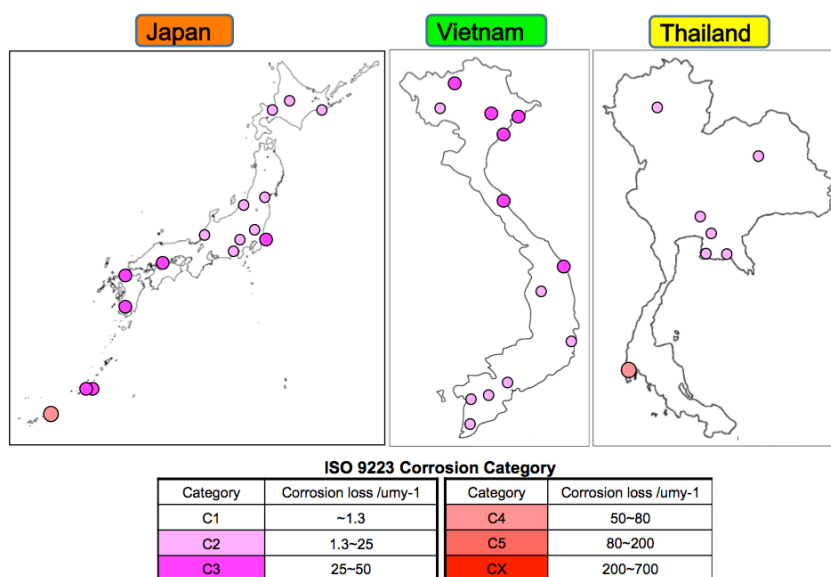 Japan
Vietnam
Thailand
ISO 9223 Corrosion Category
Category Corrosion loss /umy-1 Category Corrosion loss /umy-1
C1 ~1.3 C4 50~80
C2 1.3~25 C5 80~200
C3 25~50 CX 200~700